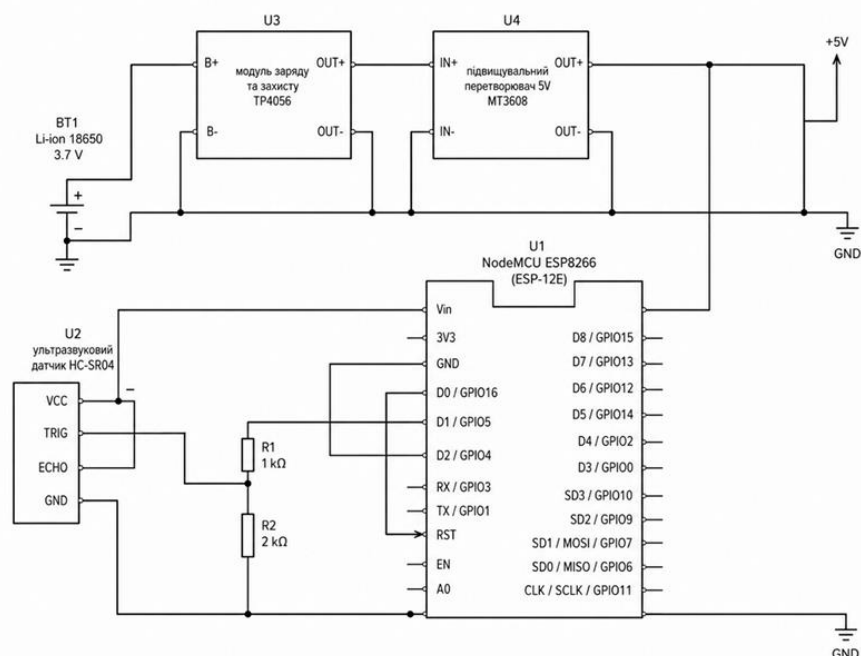 U3
U4
+5V
B+
OUT+
модуль заряду
та захисту
TP4056
B-
OUT-
IN+
OUT+
підвищувальний
перетворювач 5V
MT3608
IN-
OUT-
BT1
Li-ion 18650
3.7 V
+
−
GND
U1
NodeMCU ESP8266
(ESP-12E)
Vin
3V3
GND
D0 / GPIO16
D1 / GPIO5
D2 / GPIO4
RX / GPIO3
TX / GPIO1
RST
EN
A0
D8 / GPIO15
D7 / GPIO13
D6 / GPIO12
D5 / GPIO14
D4 / GPIO2
D3 / GPIO0
SD3 / GPIO10
SD2 / GPIO9
SD1 / MOSI / GPIO7
SD0 / MISO / GPIO6
CLK / SCLK / GPIO11
U2
ультразвуковий
датчик HC-SR04
−
VCC
TRIG
ECHO
GND
R1
1 kΩ
R2
2 kΩ
GND